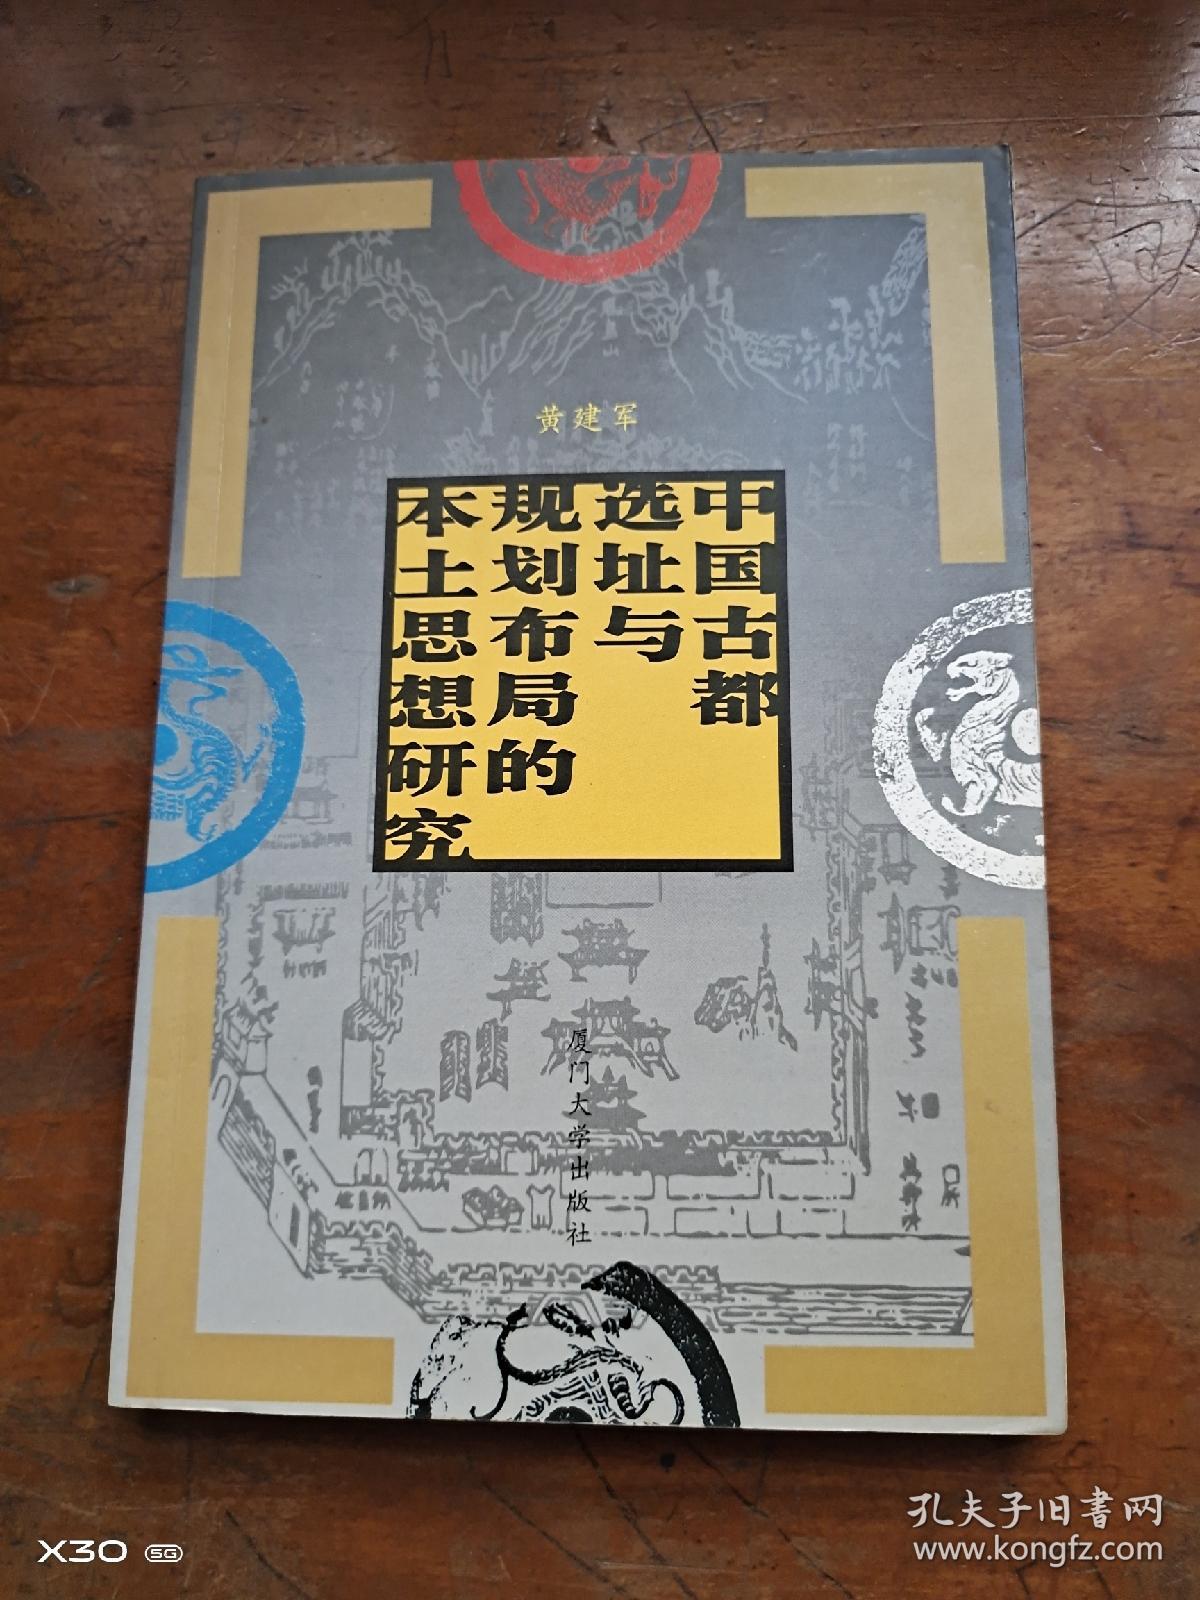 黄建军
中国古都
选址与
规划布局的
本土思想研究
厦门大学出版社
X30 5G
孔夫子旧书网
www.kongfz.com